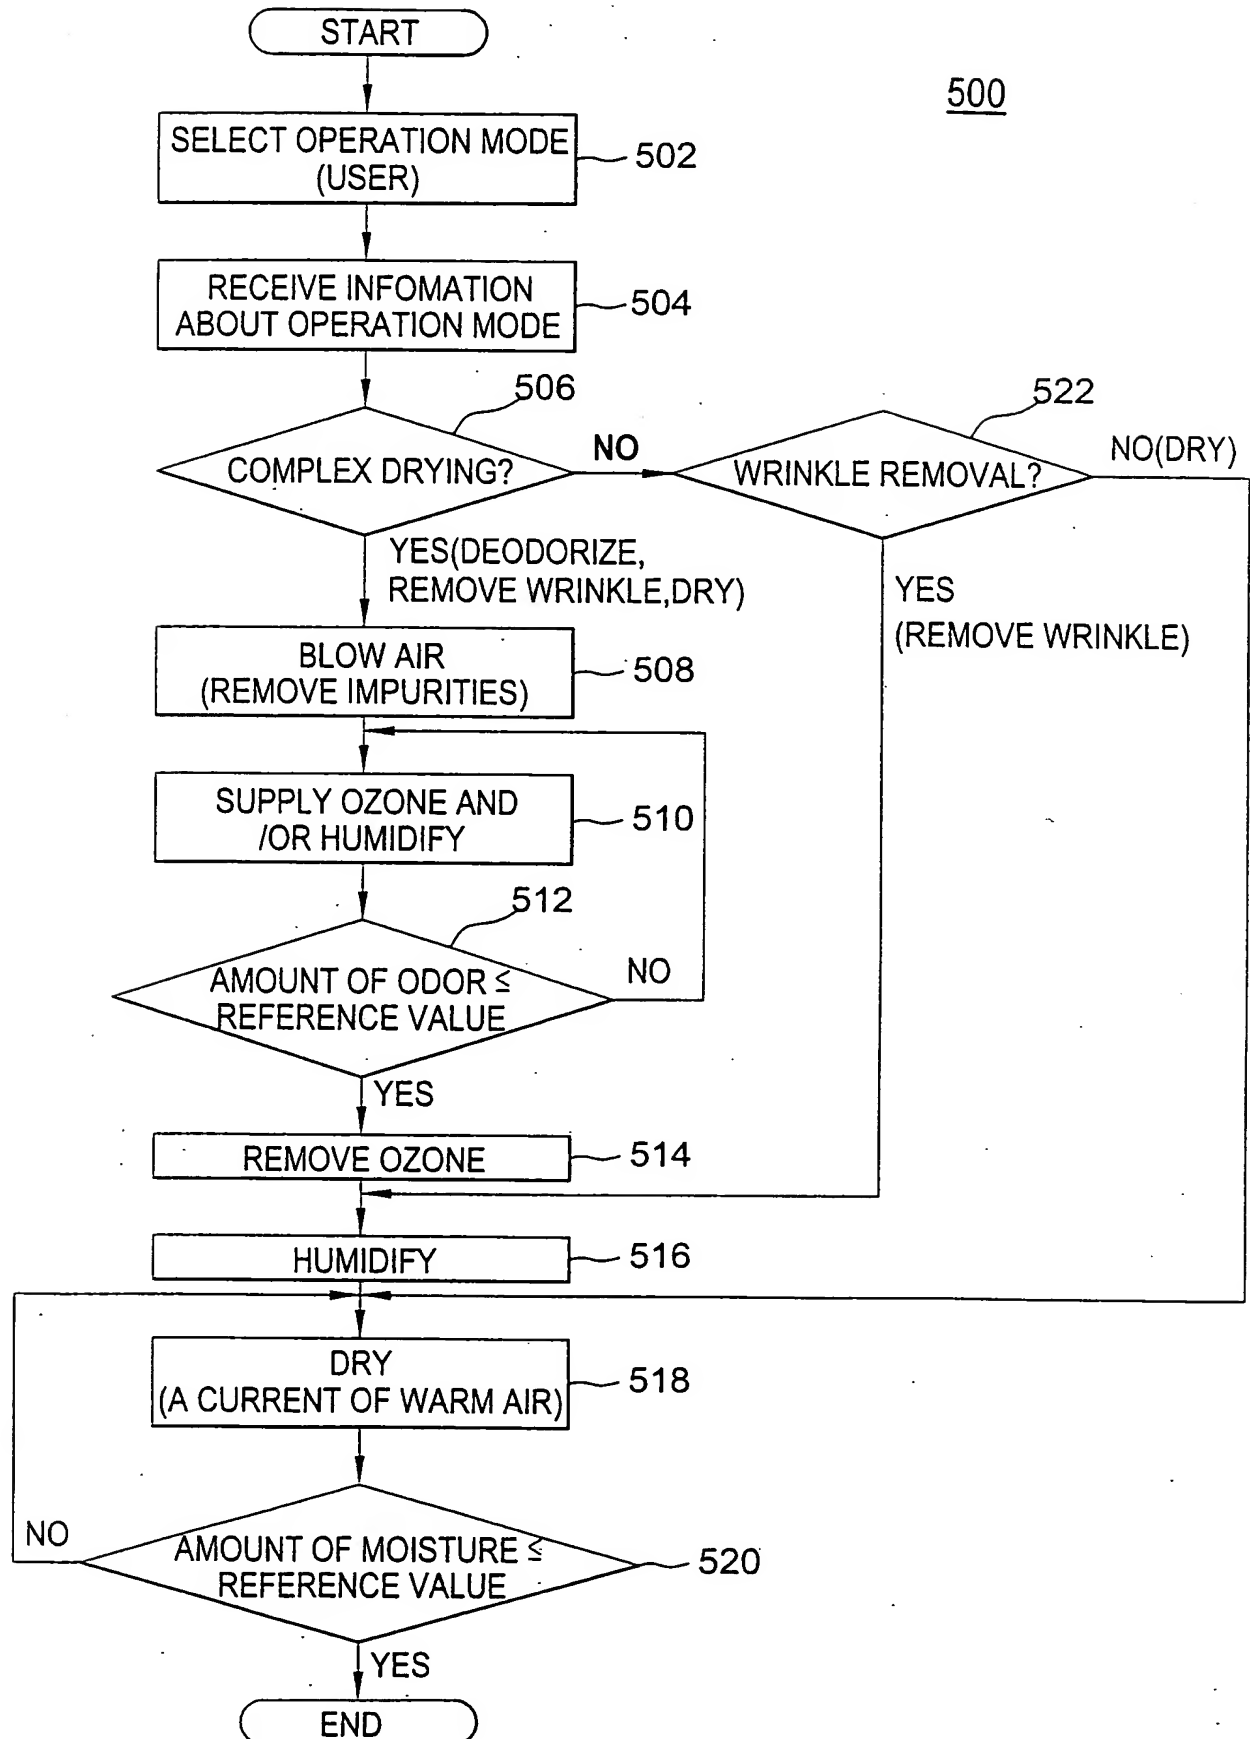 START
500
SELECT OPERATION MODE
(USER)
502
RECEIVE INFOMATION
ABOUT OPERATION MODE
504
506
COMPLEX DRYING?
NO
522
WRINKLE REMOVAL?
NO(DRY)
YES(DEODORIZE,
REMOVE WRINKLE,DRY)
YES
(REMOVE WRINKLE)
BLOW AIR
(REMOVE IMPURITIES)
508
SUPPLY OZONE AND
/OR HUMIDIFY
510
512
AMOUNT OF ODOR ≤
REFERENCE VALUE
NO
YES
REMOVE OZONE
514
HUMIDIFY
516
DRY
(A CURRENT OF WARM AIR)
518
NO
AMOUNT OF MOISTURE ≤
REFERENCE VALUE
520
YES
END